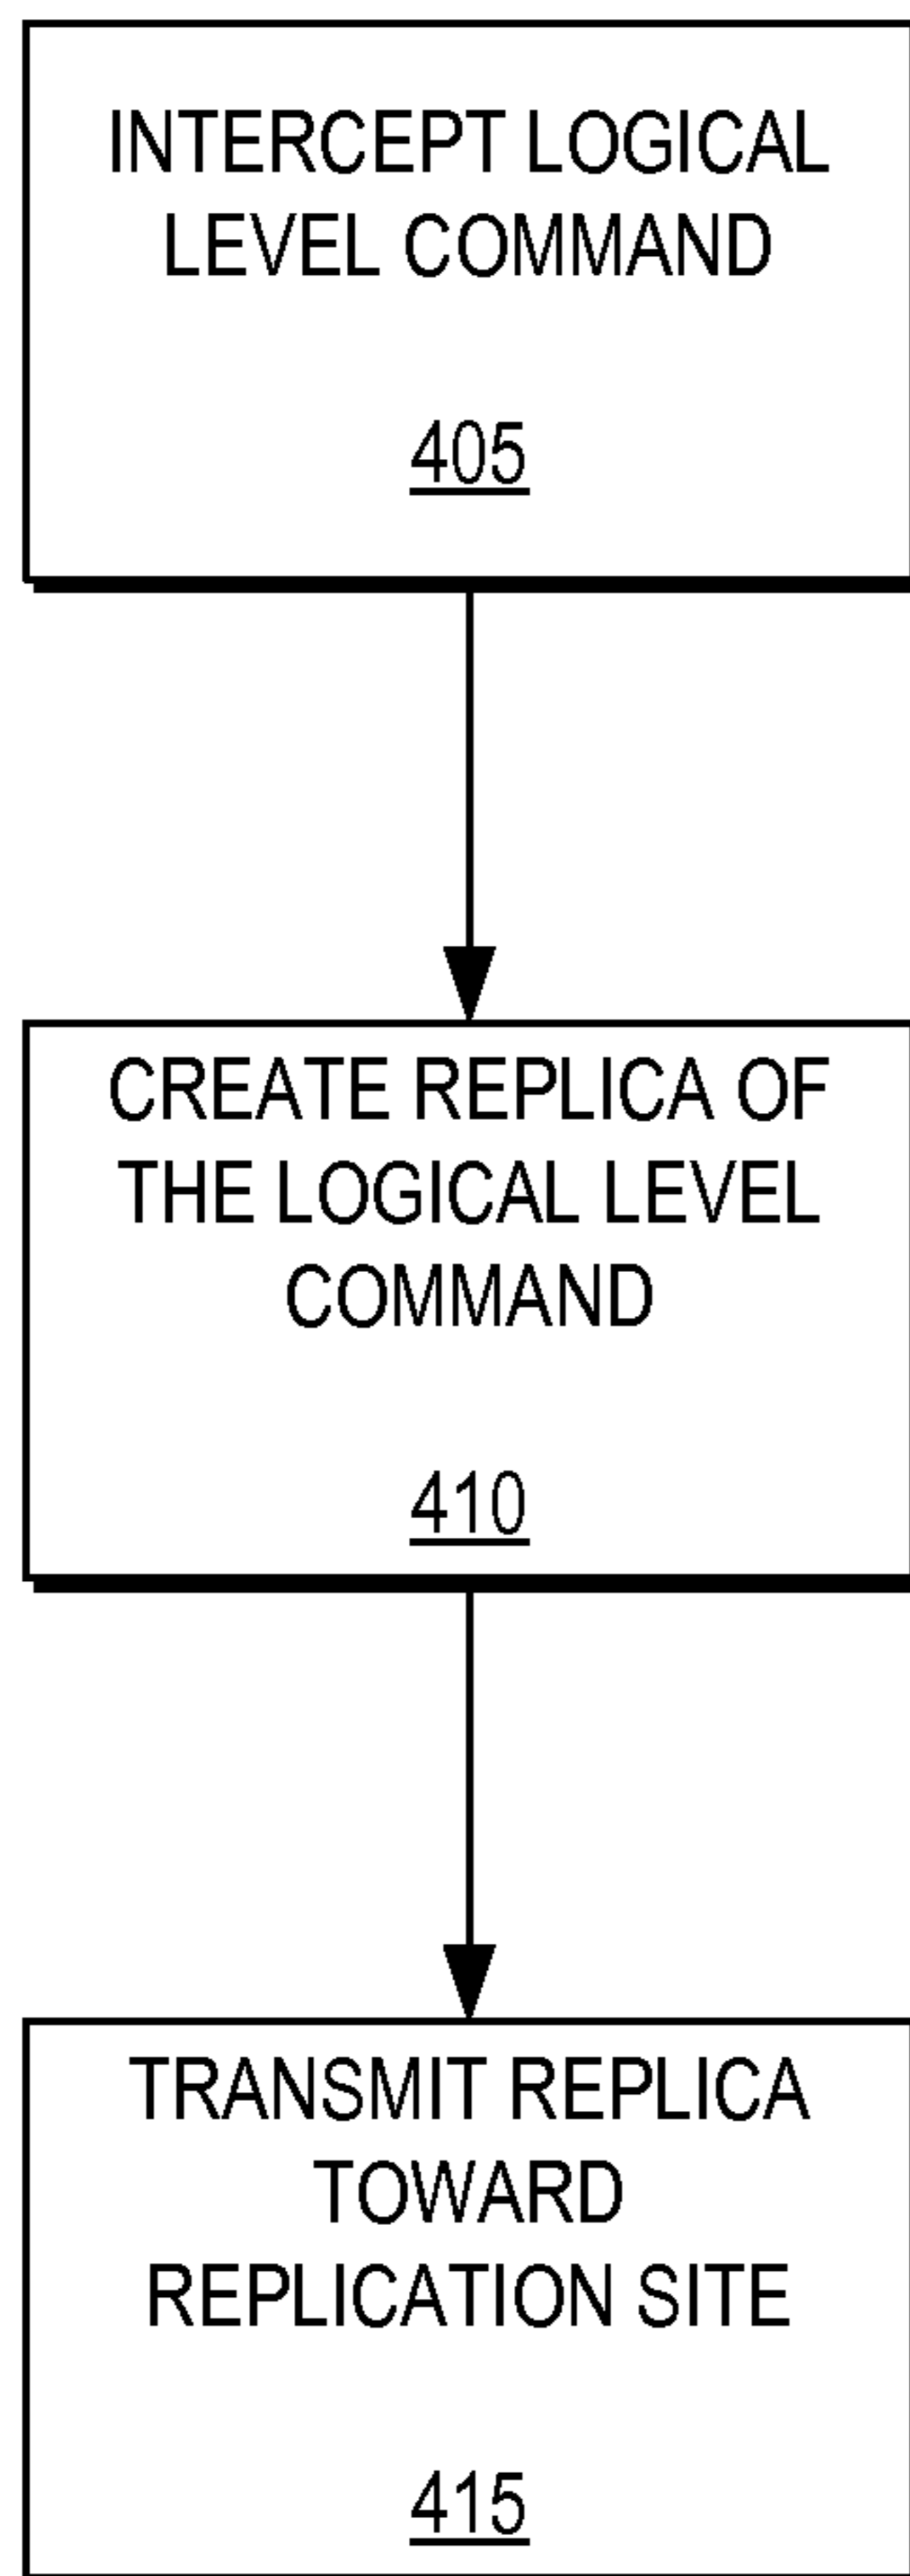 INTERCEPT LOGICAL
LEVEL COMMAND
405
CREATE REPLICA OF
THE LOGICAL LEVEL
COMMAND
410
TRANSMIT REPLICA
TOWARD
REPLICATION SITE
415